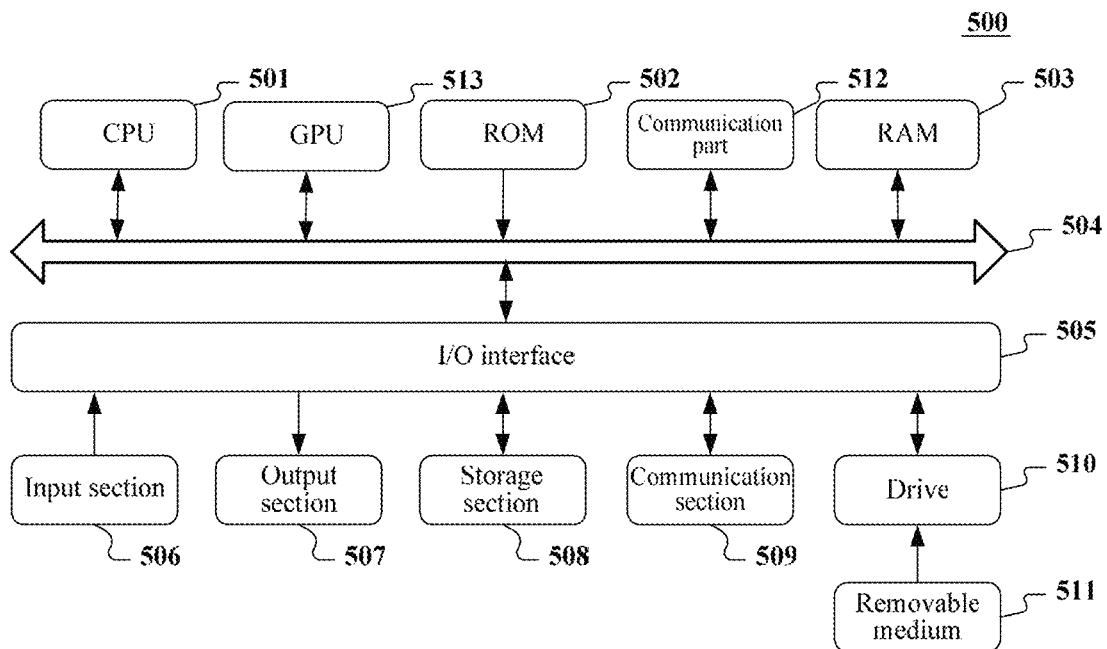 500
501
513
502
512
503
CPU
GPU
ROM
Communication
part
RAM
504
505
I/O interface
Input section
Output
section
Storage
section
Communication
section
Drive
510
506
507
508
509
Removable
medium
511